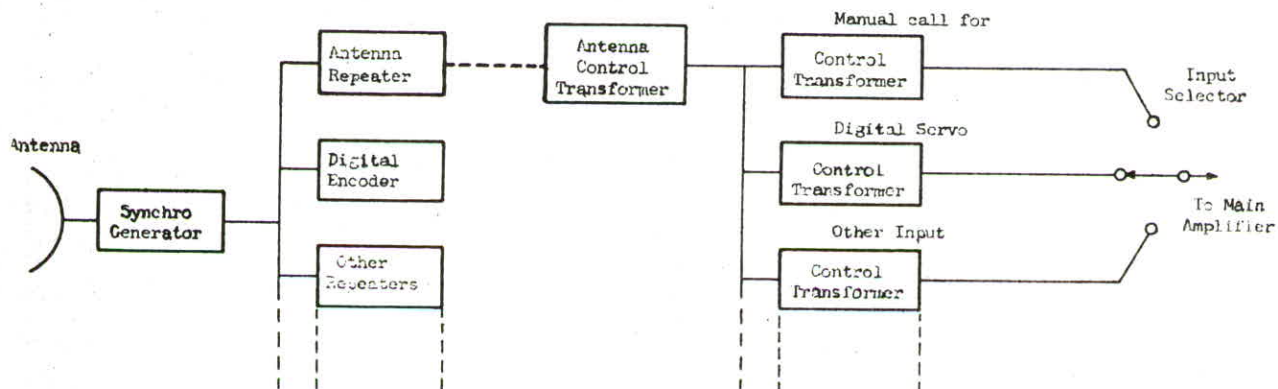 Manual call for
Antenna
Repeater
Antenna
Control
Transformer
Control
Transformer
Input
Selector
Digital Servo
Antenna
Digital
Encoder
Control
Transformer
Synchro
Generator
To Main
Amplifier
Other Input
Other
Repeaters
Control
Transformer